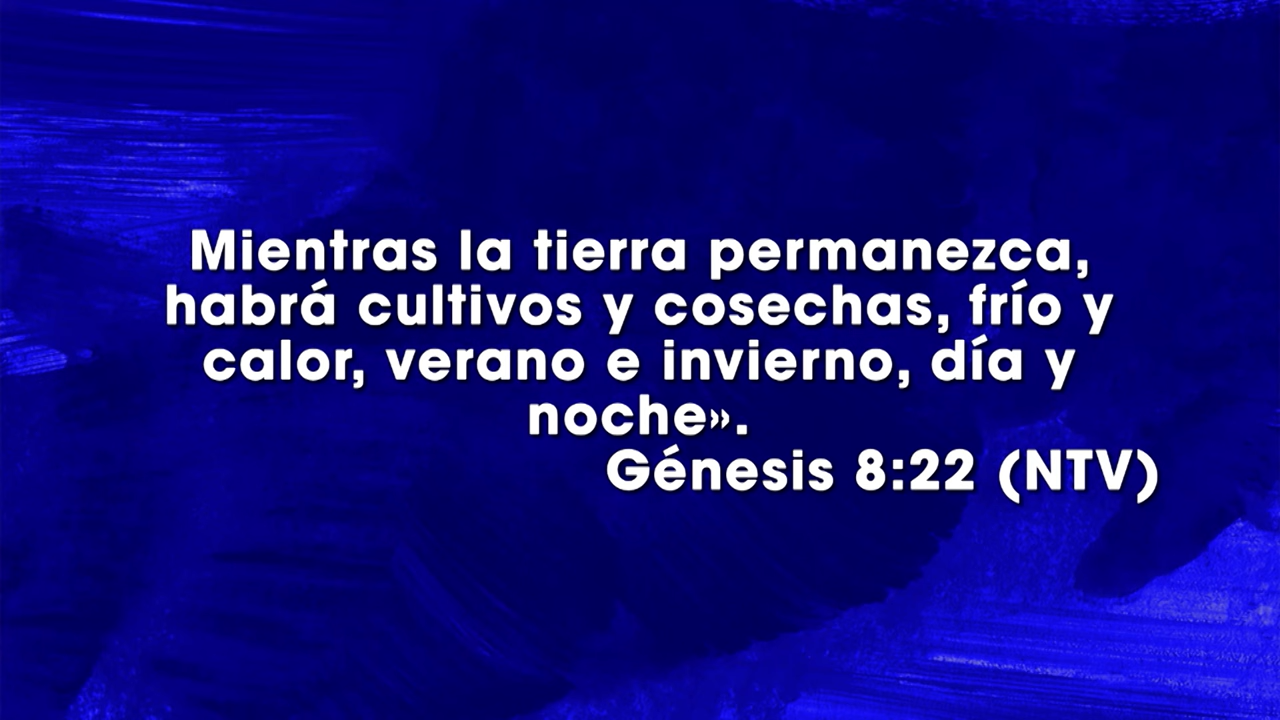 Mientras la tierra permanezca,
habrá cultivos y cosechas, frío y
calor, verano e invierno, día y
noche».
Génesis 8:22 (NTV)